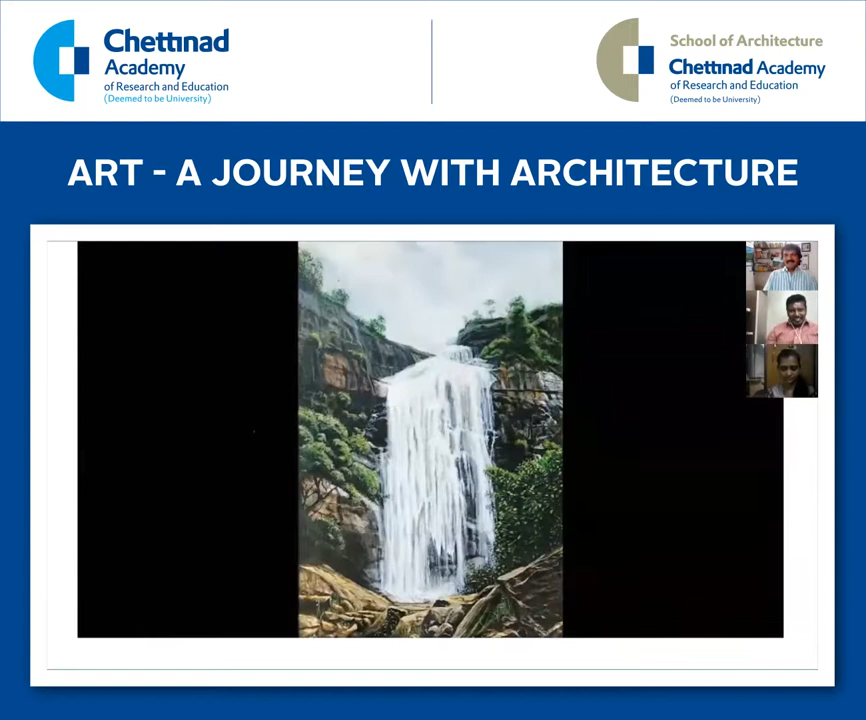 Chettinad
Academy
of Research and Education
(Deemed to be University)
School of Architecture
Chettinad Academy
of Research and Education
(Deemed to be University)
ART - A JOURNEY WITH ARCHITECTURE